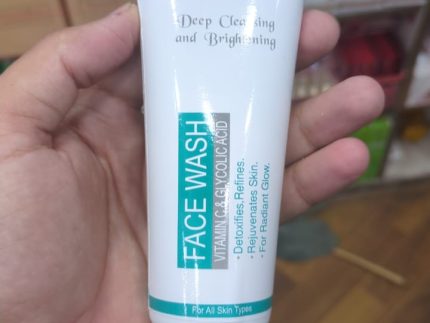 Deep Cleansing
and Brightening
FACE WASH
VITAMIN C & GLYCOLIC ACID
• Detoxifies, Refines.
• Rejuvenates Skin.
• For Radiant Glow.
For All Skin Types